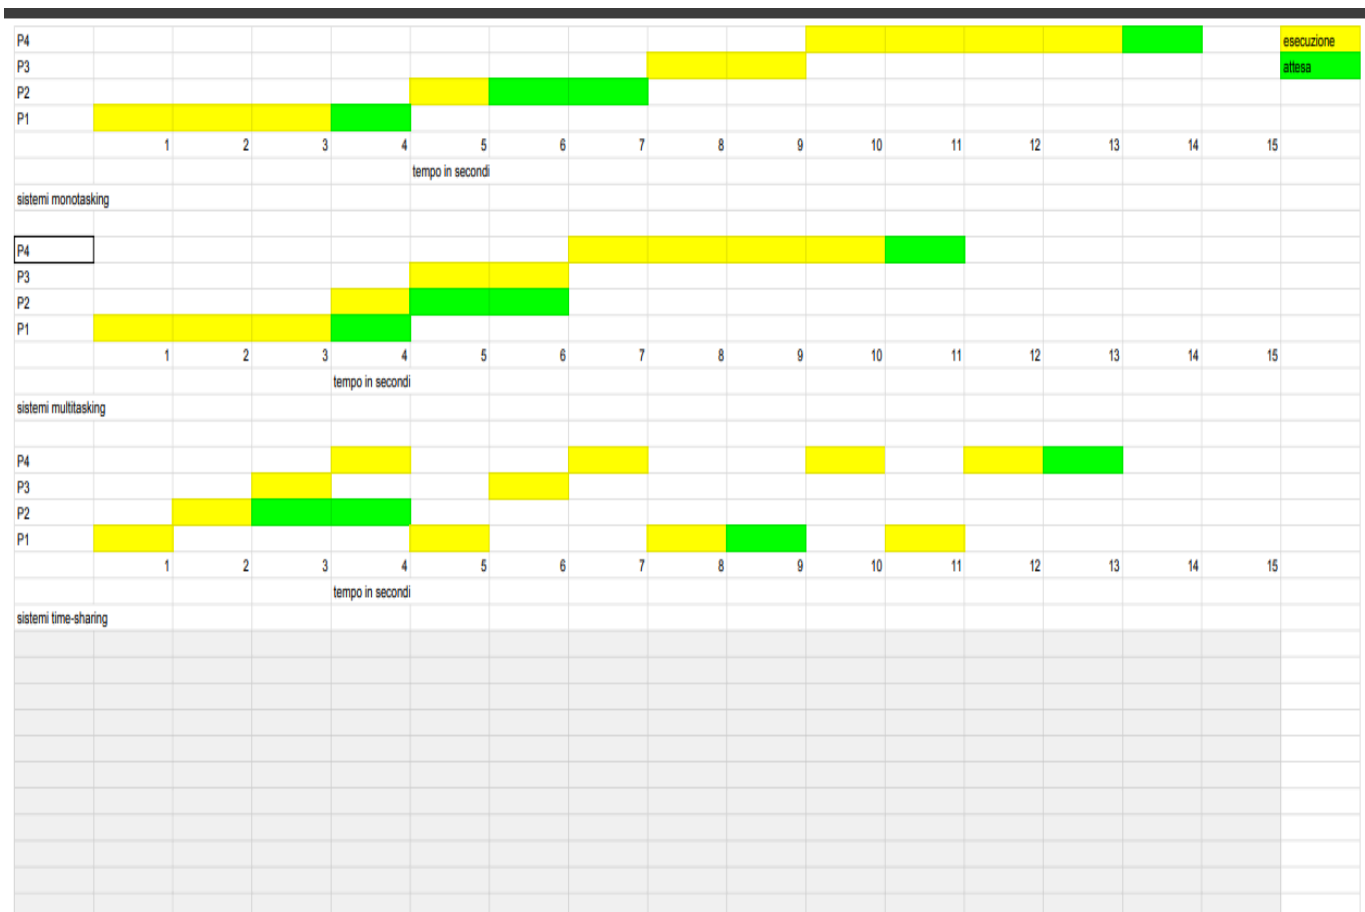 P4 esecuzione
P3 attesa
P2
P1
1 2 3 4 5 6 7 8 9 10 11 12 13 14 15
tempo in secondi
sistemi monotasking
P4
P3
P2
P1
1 2 3 4 5 6 7 8 9 10 11 12 13 14 15
tempo in secondi
sistemi multitasking
P4
P3
P2
P1
1 2 3 4 5 6 7 8 9 10 11 12 13 14 15
tempo in secondi
sistemi time-sharing